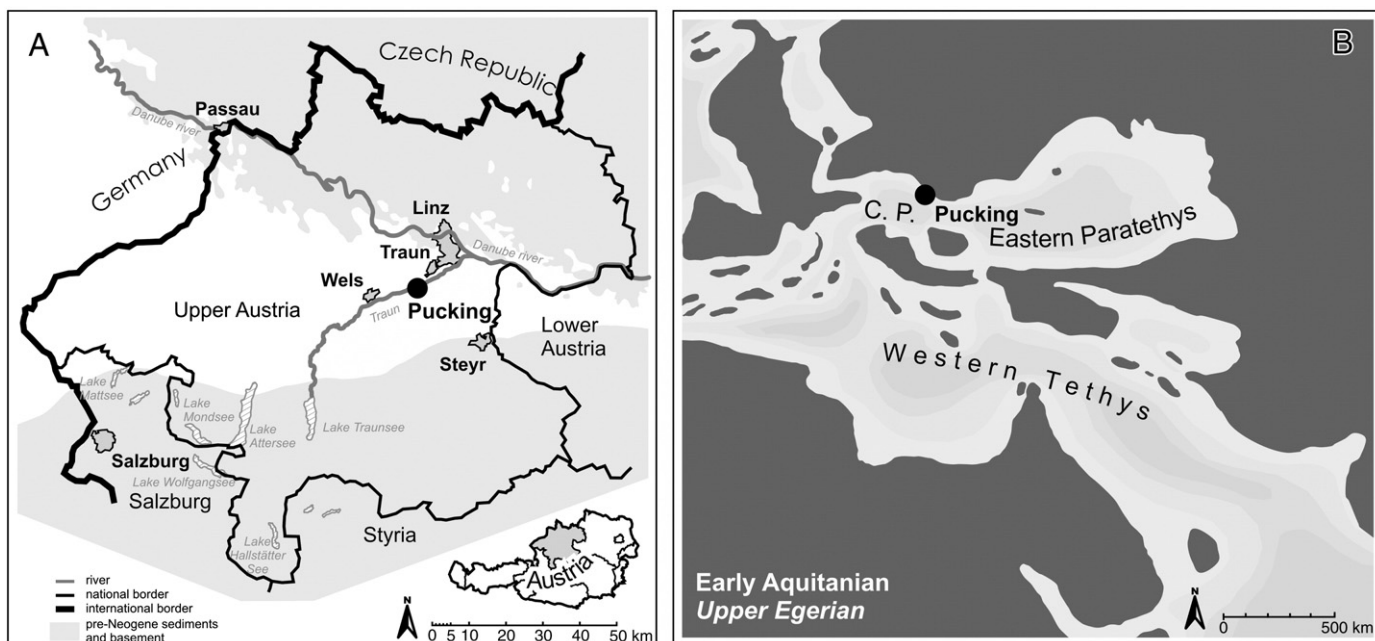 A
Czech Republic
Passau
Danube river
Germany
Linz
Traun
Danube river
Wels
Traun
Pucking
Upper Austria
Lower
Austria
Steyr
Lake
Mattsee
Lake
Mondsee
Lake
Attersee
Lake Traunsee
Salzburg
Lake Wolfgangsee
Salzburg
Styria
Lake
Hallstätter
See
Austria
river
national border
international border
pre-Neogene sediments
and basement
N
0 5 10 20 30 40 50 km
B
C. P.
Pucking
Eastern Paratethys
Western Tethys
Early Aquitanian
Upper Egerian
N
0 500 km